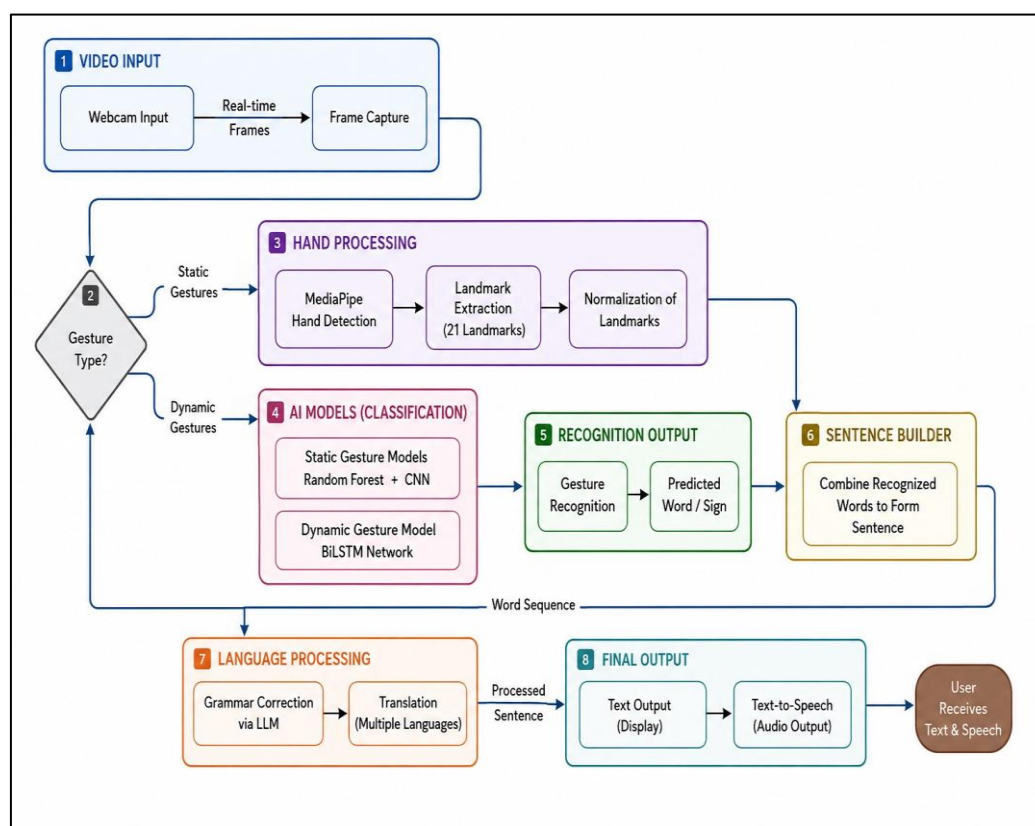 1 VIDEO INPUT
Webcam Input
Real-time
Frames
Frame Capture
2
Gesture
Type?
Static
Gestures
Dynamic
Gestures
3 HAND PROCESSING
MediaPipe
Hand Detection
Landmark
Extraction
(21 Landmarks)
Normalization of
Landmarks
4 AI MODELS (CLASSIFICATION)
Static Gesture Models
Random Forest + CNN
Dynamic Gesture Model
BiLSTM Network
5 RECOGNITION OUTPUT
Gesture
Recognition
Predicted
Word / Sign
6 SENTENCE BUILDER
Combine Recognized
Words to Form
Sentence
Word Sequence
7 LANGUAGE PROCESSING
Grammar Correction
via LLM
Translation
(Multiple Languages)
Processed
Sentence
8 FINAL OUTPUT
Text Output
(Display)
Text-to-Speech
(Audio Output)
User
Receives
Text & Speech